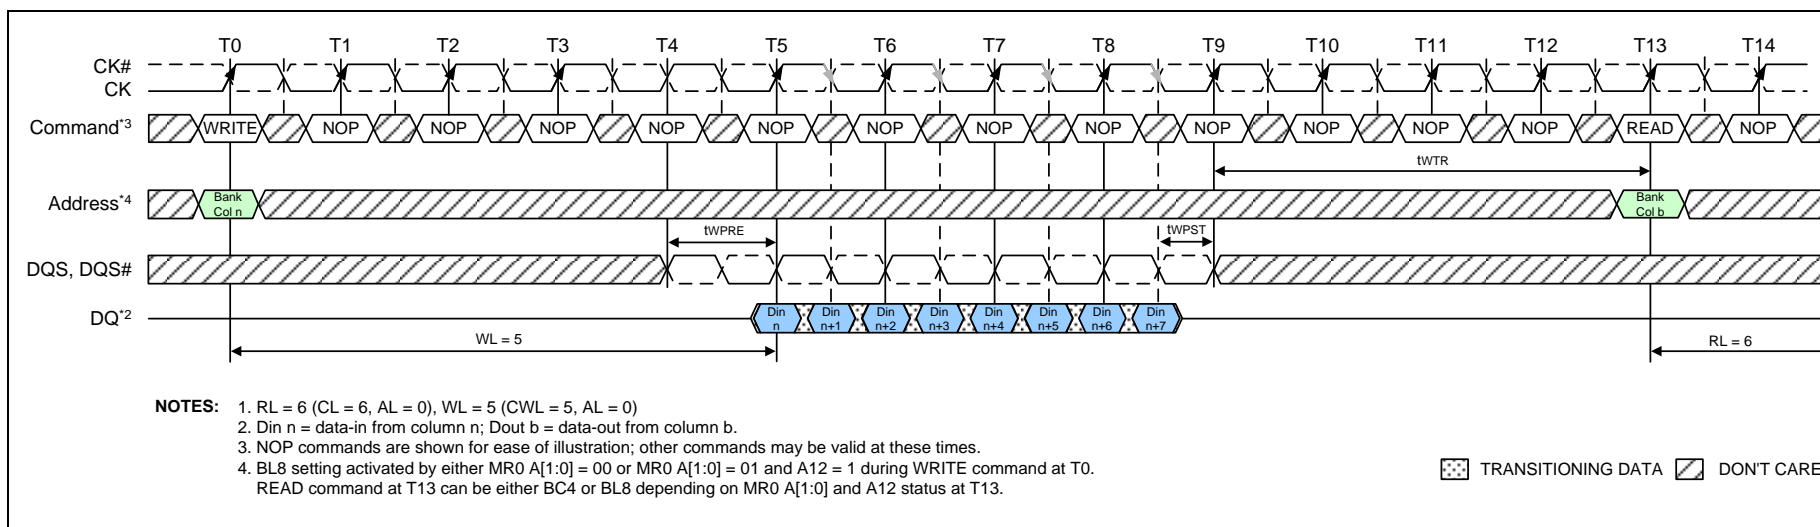 T0 T1 T2 T3 T4 T5 T6 T7 T8 T9 T10 T11 T12 T13 T14
CK#
CK
Command*3 WRITE NOP NOP NOP NOP NOP NOP NOP NOP NOP NOP NOP NOP READ NOP
tWTR
Address*4 Bank Col n Bank Col b
tWPRE tWPST
DQS, DQS#
DQ*2 Din n Din n+1 Din n+2 Din n+3 Din n+4 Din n+5 Din n+6 Din n+7
WL = 5 RL = 6
NOTES: 1. RL = 6 (CL = 6, AL = 0), WL = 5 (CWL = 5, AL = 0)
2. Din n = data-in from column n; Dout b = data-out from column b.
3. NOP commands are shown for ease of illustration; other commands may be valid at these times.
4. BL8 setting activated by either MR0 A[1:0] = 00 or MR0 A[1:0] = 01 and A12 = 1 during WRITE command at T0.
READ command at T13 can be either BC4 or BL8 depending on MR0 A[1:0] and A12 status at T13.
TRANSITIONING DATA DON'T CARE